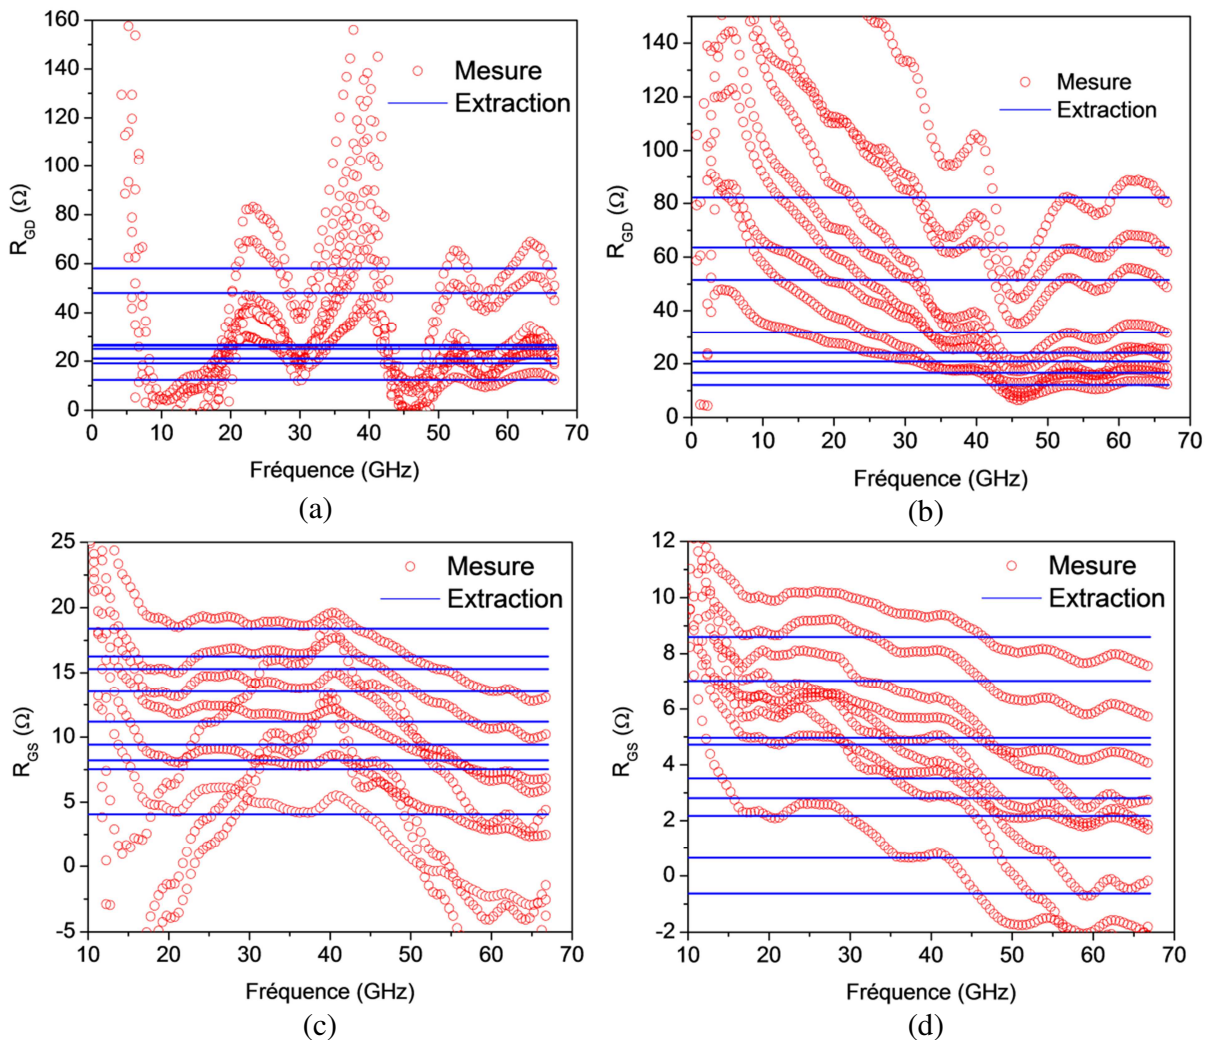 160
140
120
100
80
60
40
20
0
R_GD (Ω)
Mesure
Extraction
0 10 20 30 40 50 60 70
Fréquence (GHz)
(a)
140
120
100
80
60
40
20
0
R_GD (Ω)
Mesure
Extraction
0 10 20 30 40 50 60 70
Fréquence (GHz)
(b)
25
20
15
10
5
0
-5
R_GS (Ω)
Mesure
Extraction
10 20 30 40 50 60 70
Fréquence (GHz)
(c)
12
10
8
6
4
2
0
-2
R_GS (Ω)
Mesure
Extraction
10 20 30 40 50 60 70
Fréquence (GHz)
(d)